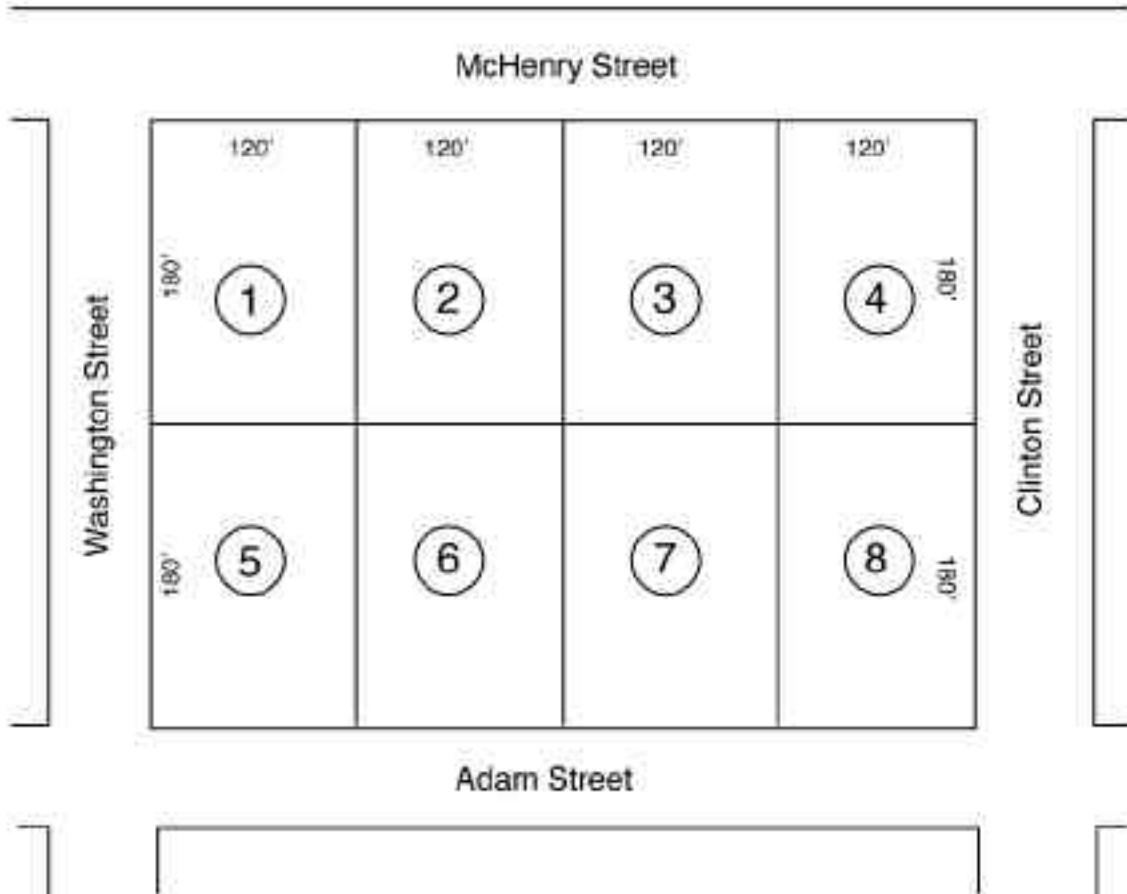 McHenry Street
120' 120' 120' 120'
180' 1 2 3 4 180'
Washington Street
Clinton Street
180' 5 6 7 8 180'
Adam Street